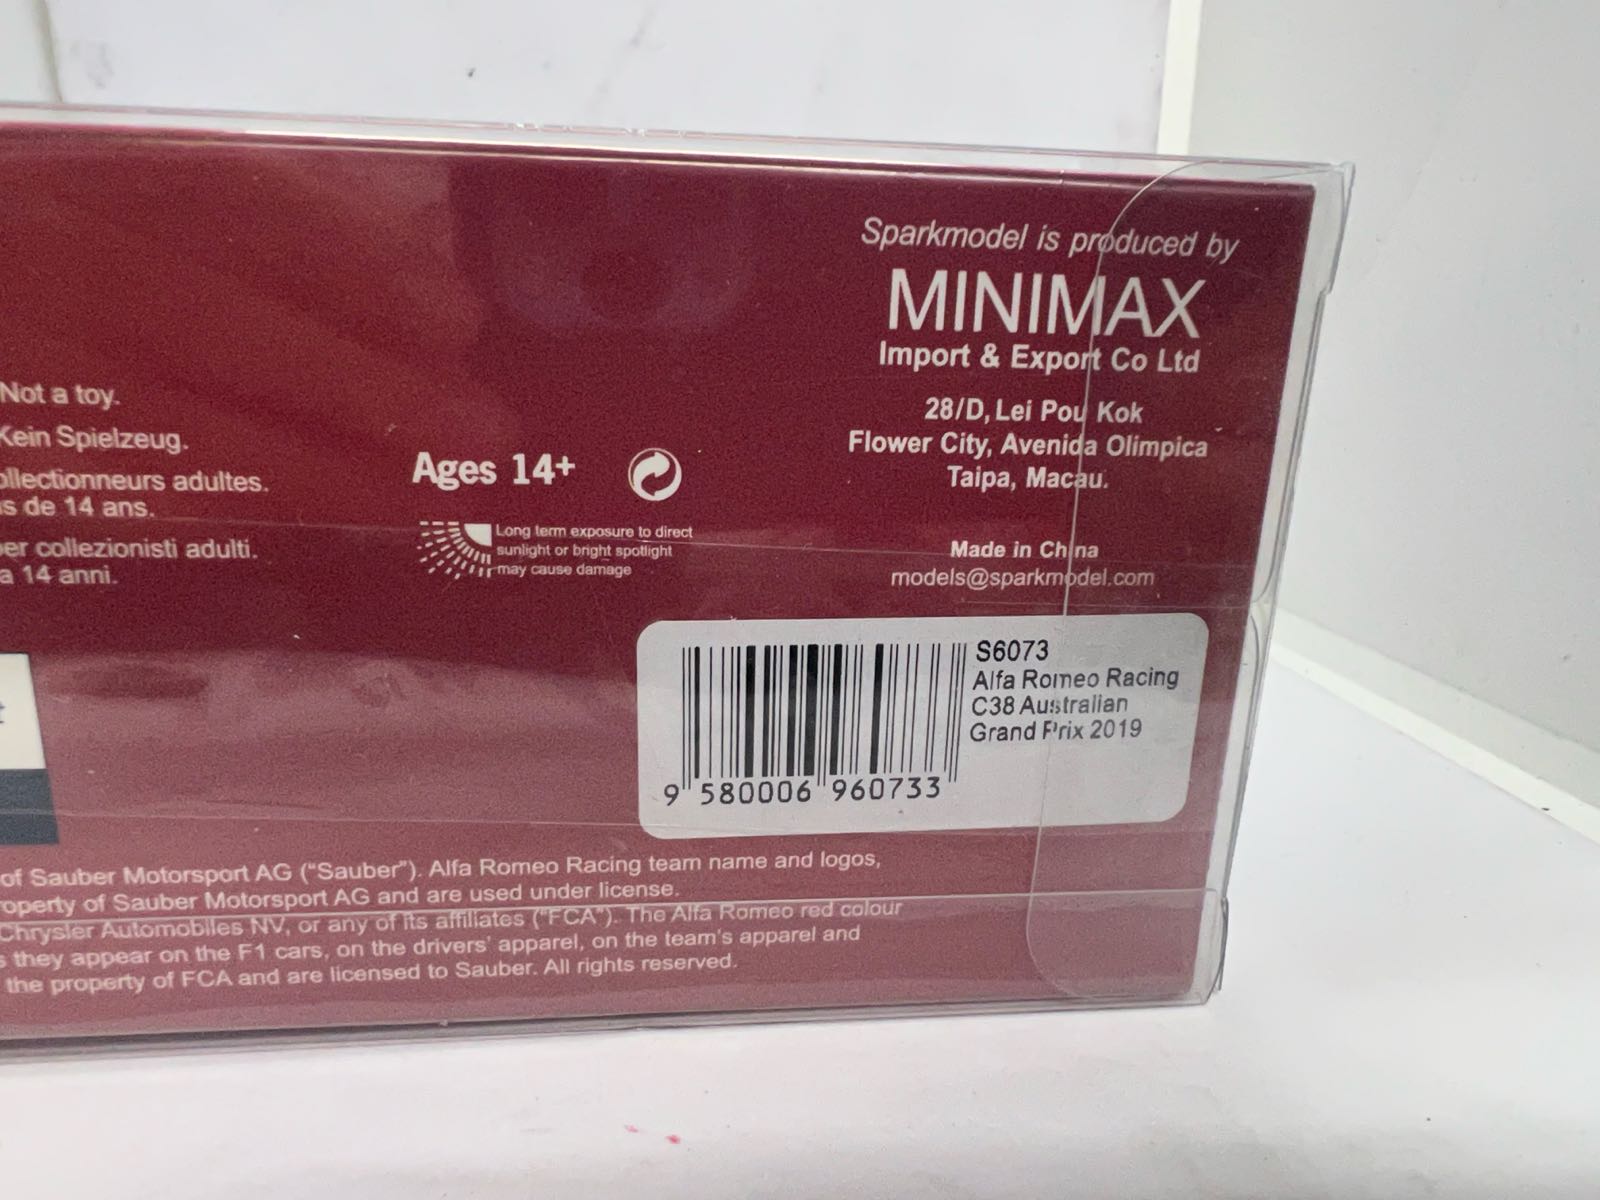 Sparkmodel is produced by
MINIMAX
Import & Export Co Ltd
28/D, Lei Pou Kok
Flower City, Avenida Olimpica
Taipa, Macau.
Made in China
models@sparkmodel.com
Not a toy.
Kein Spielzeug.
ollectionneurs adultes.
s de 14 ans.
er collezionisti adulti.
a 14 anni.
Ages 14+
Long term exposure to direct
sunlight or bright spotlight
may cause damage
S6073
Alfa Romeo Racing
C38 Australian
Grand Prix 2019
9 580006 960733
t
of Sauber Motorsport AG ("Sauber"). Alfa Romeo Racing team name and logos,
operty of Sauber Motorsport AG and are used under license.
Chrysler Automobiles NV, or any of its affiliates ("FCA"). The Alfa Romeo red colour
s they appear on the F1 cars, on the drivers' apparel, on the team's apparel and
the property of FCA and are licensed to Sauber. All rights reserved.